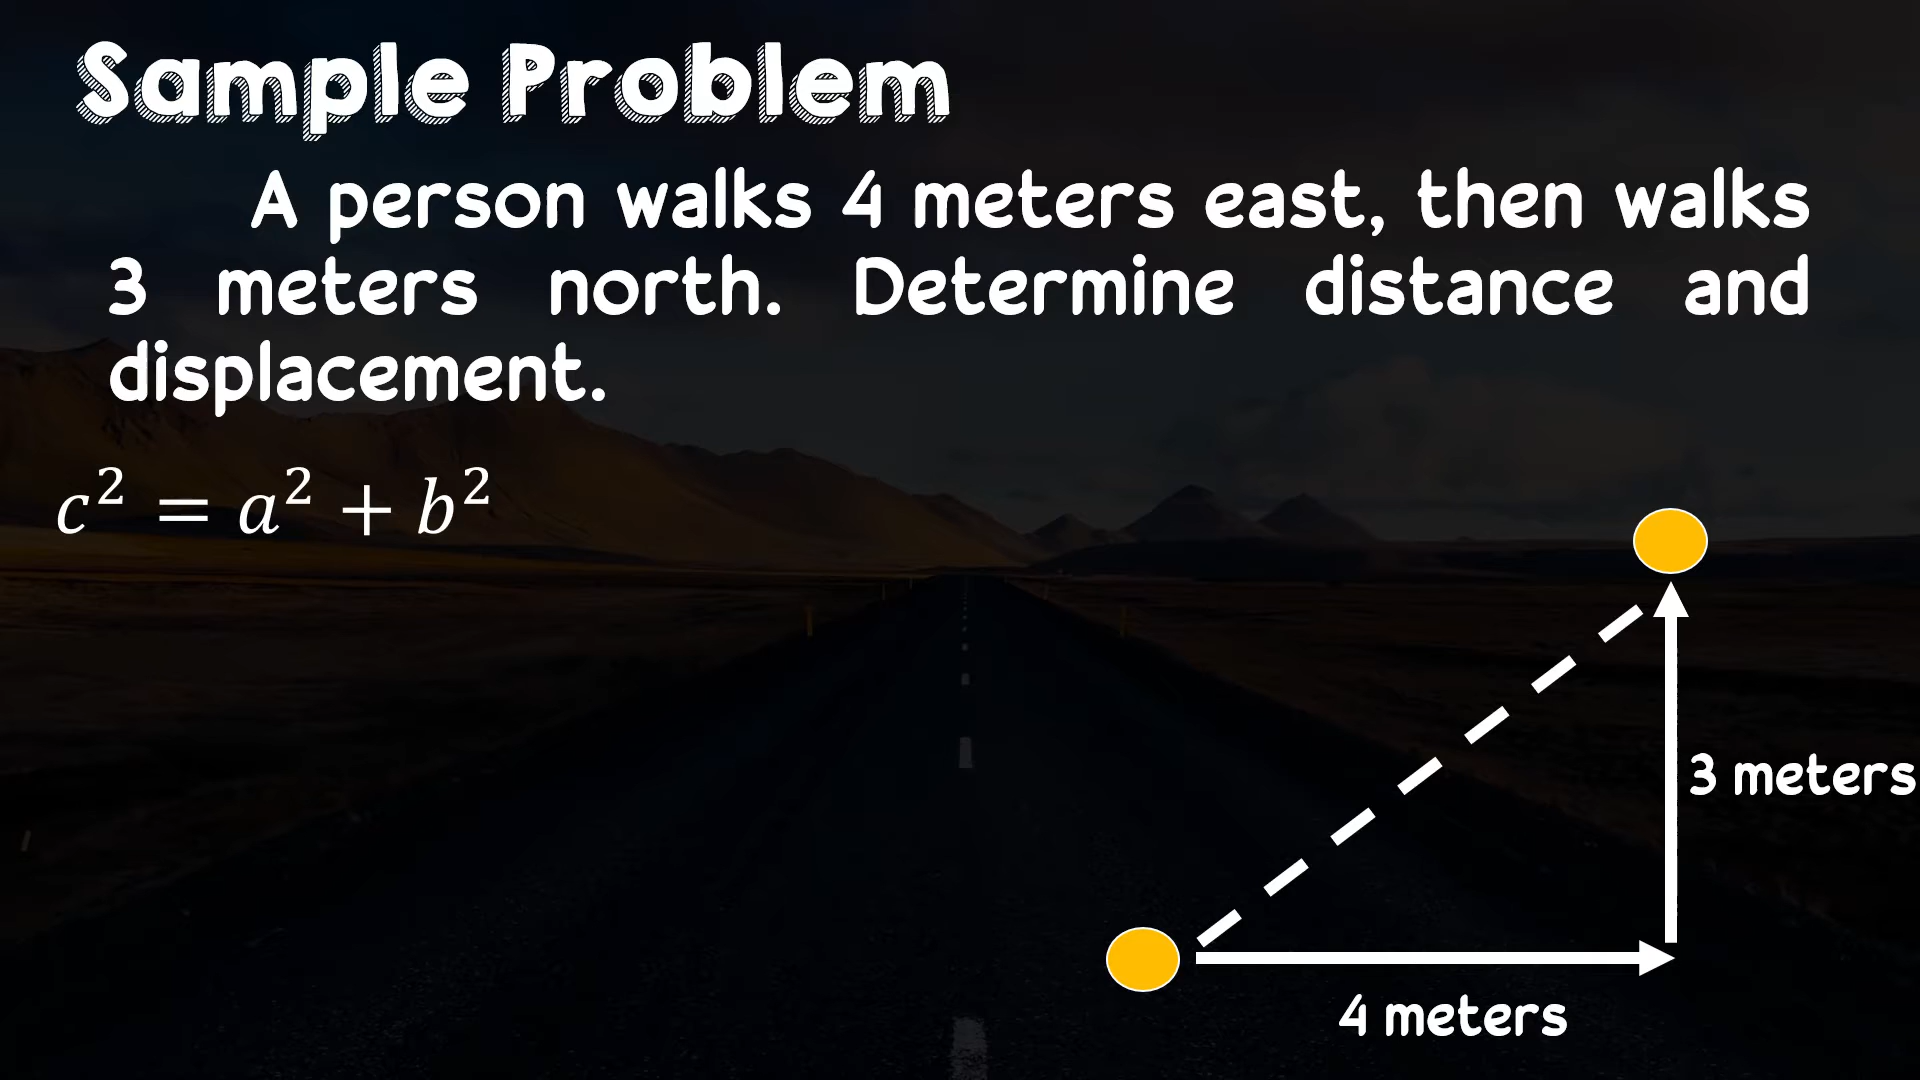 Sample Problem
A person walks 4 meters east, then walks
3 meters north. Determine distance and
displacement.
c² = a² + b²
3 meters
4 meters